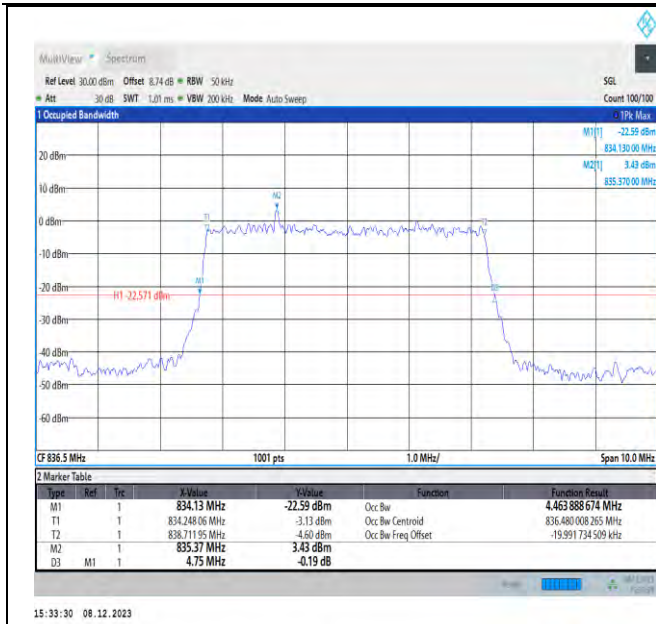 MultiView Spectrum
Ref Level 30.00 dBm Offset 8.74 dB RBW 50 kHz SGL
Att 30 dB SWT 1.01 ms VBW 200 kHz Mode Auto Sweep Count 100/100
1 Occupied Bandwidth 1Pk Max
M1[1] -22.59 dBm
834.130 00 MHz
M2[1] 3.43 dBm
835.370 00 MHz
20 dBm
10 dBm
M2
T1
T2
0 dBm
-10 dBm
M1
-20 dBm
H1 -22.571 dBm
-30 dBm
-40 dBm
-50 dBm
-60 dBm
CF 836.5 MHz 1001 pts 1.0 MHz/ Span 10.0 MHz
2 Marker Table
Type Ref Trc X-Value Y-Value Function Function Result
M1 1 834.13 MHz -22.59 dBm Occ Bw 4.463 888 674 MHz
T1 1 834.248 06 MHz -3.13 dBm Occ Bw Centroid 836.480 008 265 MHz
T2 1 838.711 95 MHz -4.60 dBm Occ Bw Freq Offset -19.991 734 509 kHz
M2 1 835.37 MHz 3.43 dBm
D3 M1 1 4.75 MHz -0.19 dB
15:33:30 08.12.2023